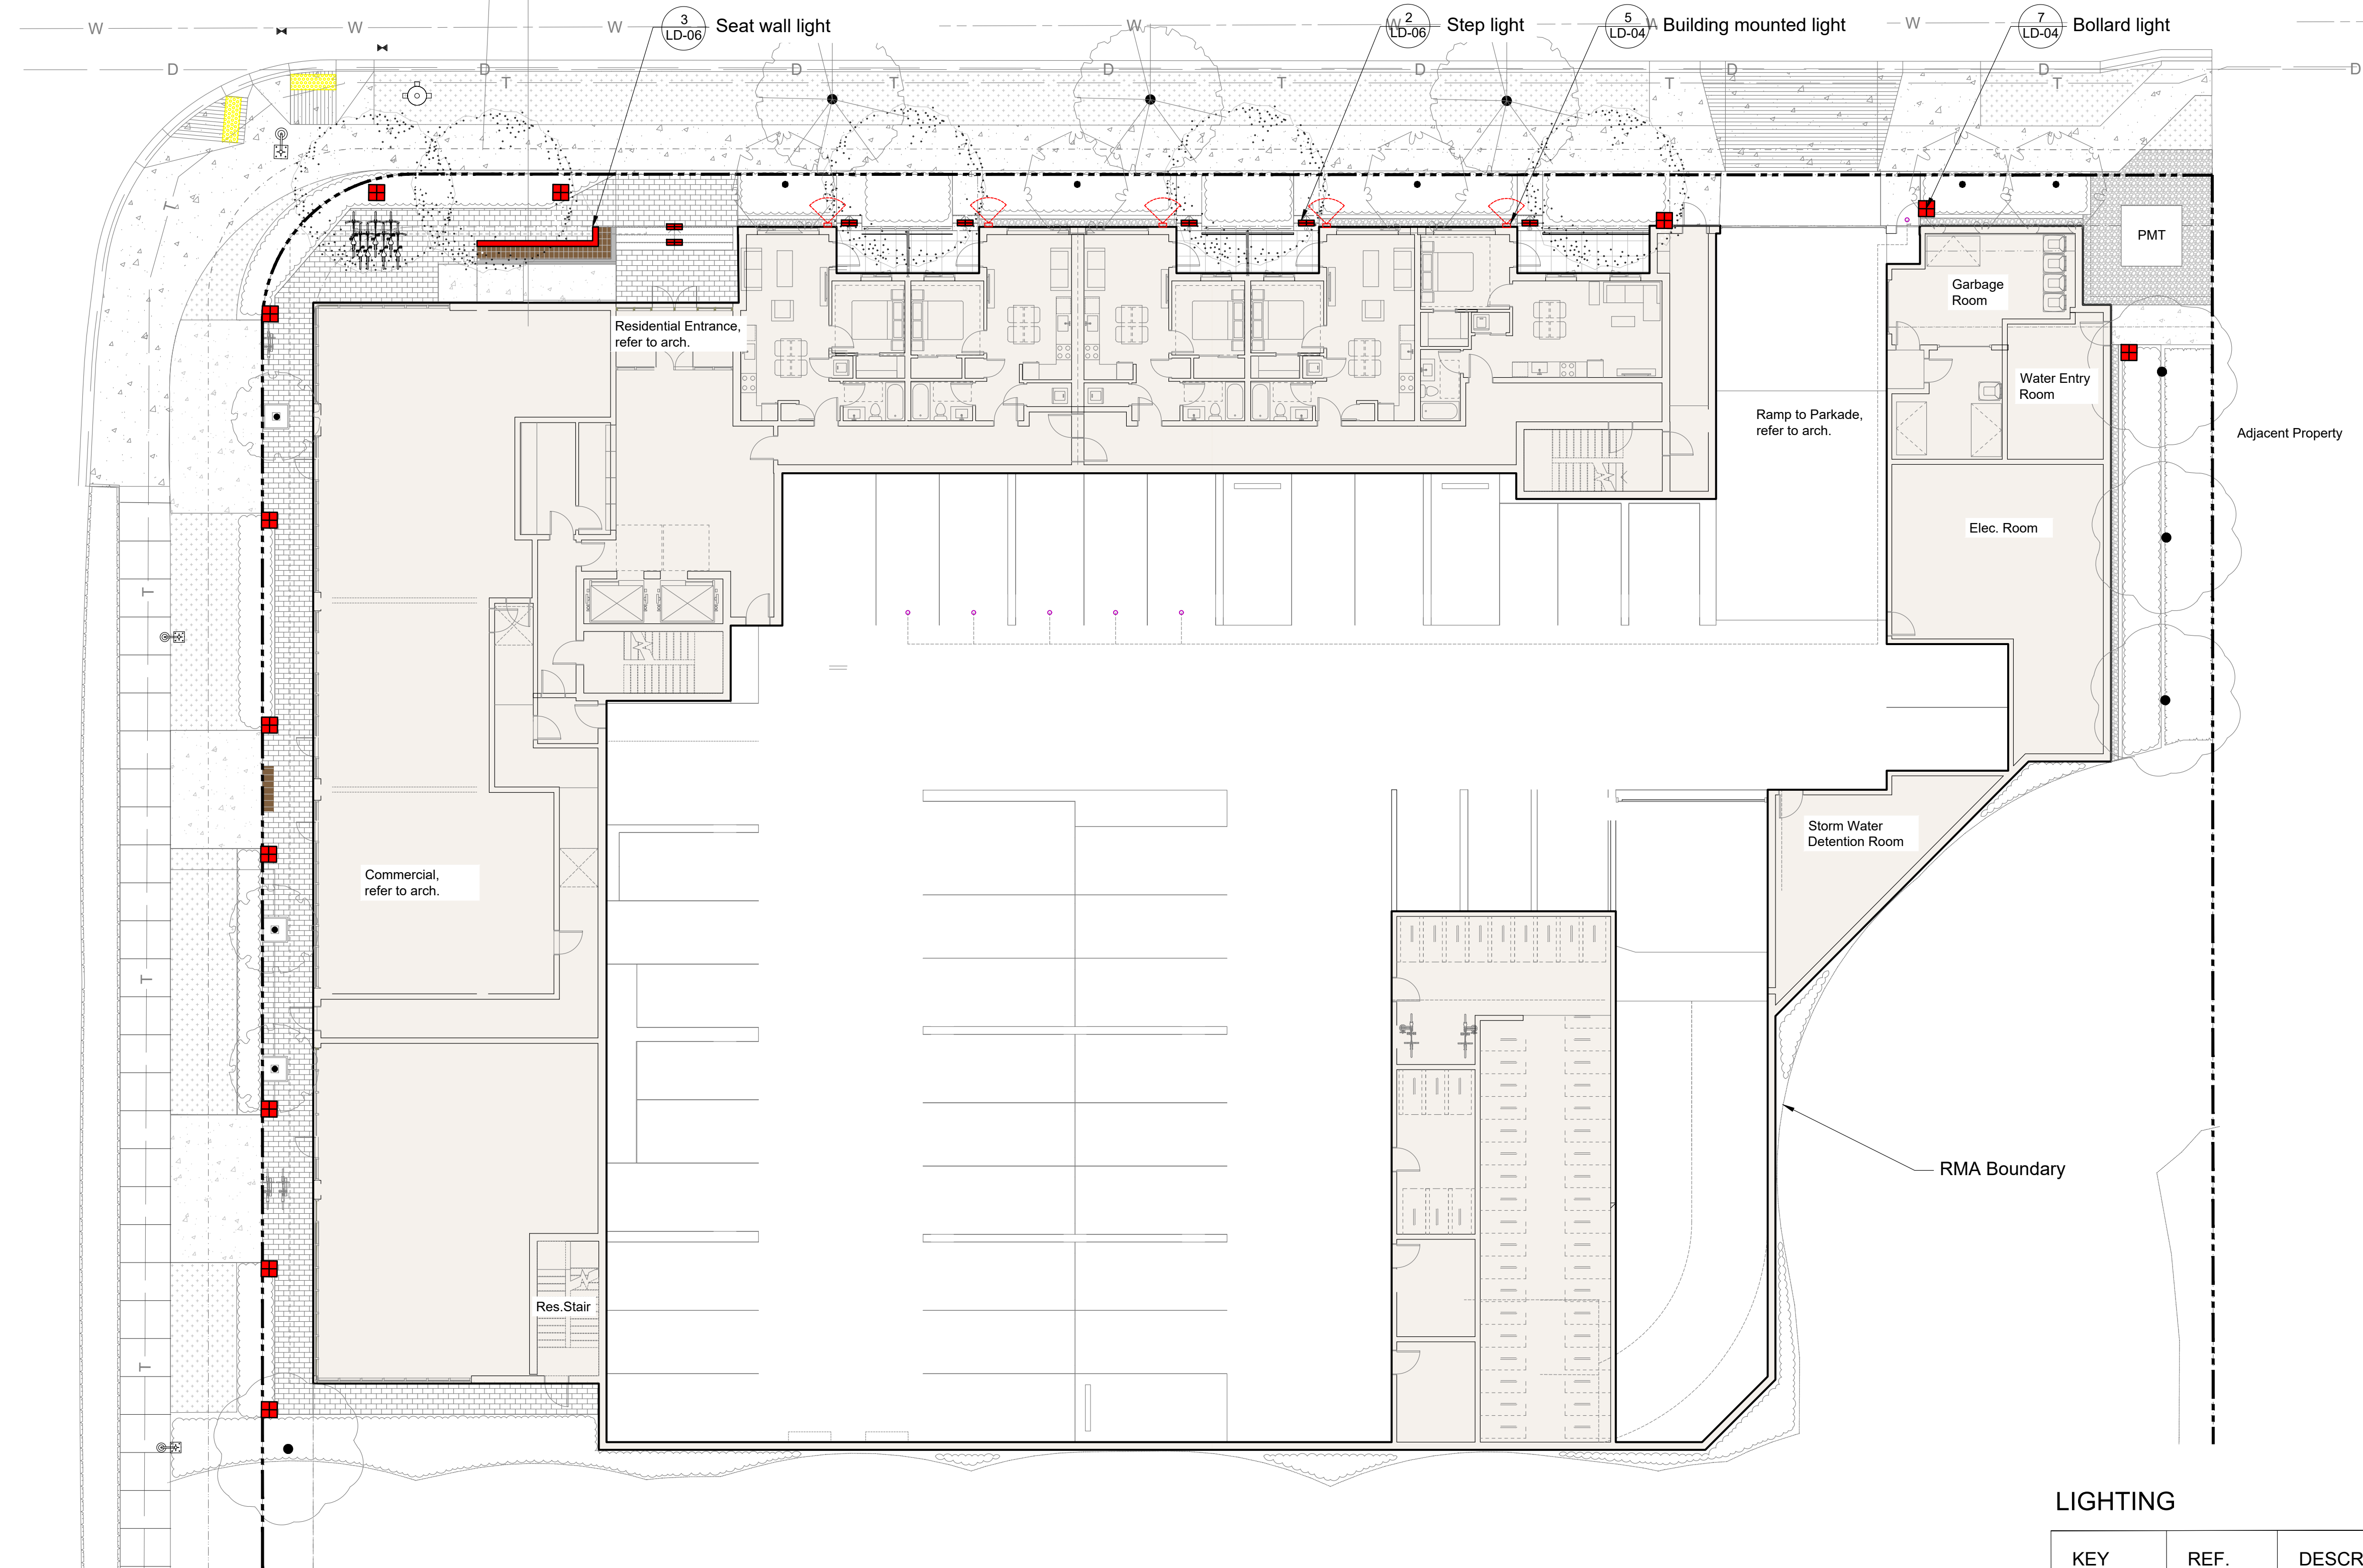 W
W
W
W
W
A
W
3
LD-06
Seat wall light
2
LD-06
Step light
5
LD-04
Building mounted light
7
LD-04
Bollard light
D
D
D
D
D
D
D
D
T
T
T
T
T
T
T
T
T
PMT
Garbage
Room
Residential Entrance,
refer to arch.
Water Entry
Room
Ramp to Parkade,
refer to arch.
Adjacent Property
Elec. Room
Storm Water
Detention Room
Commercial,
refer to arch.
RMA Boundary
Res.Stair
LIGHTING
KEY
REF.
DESCR